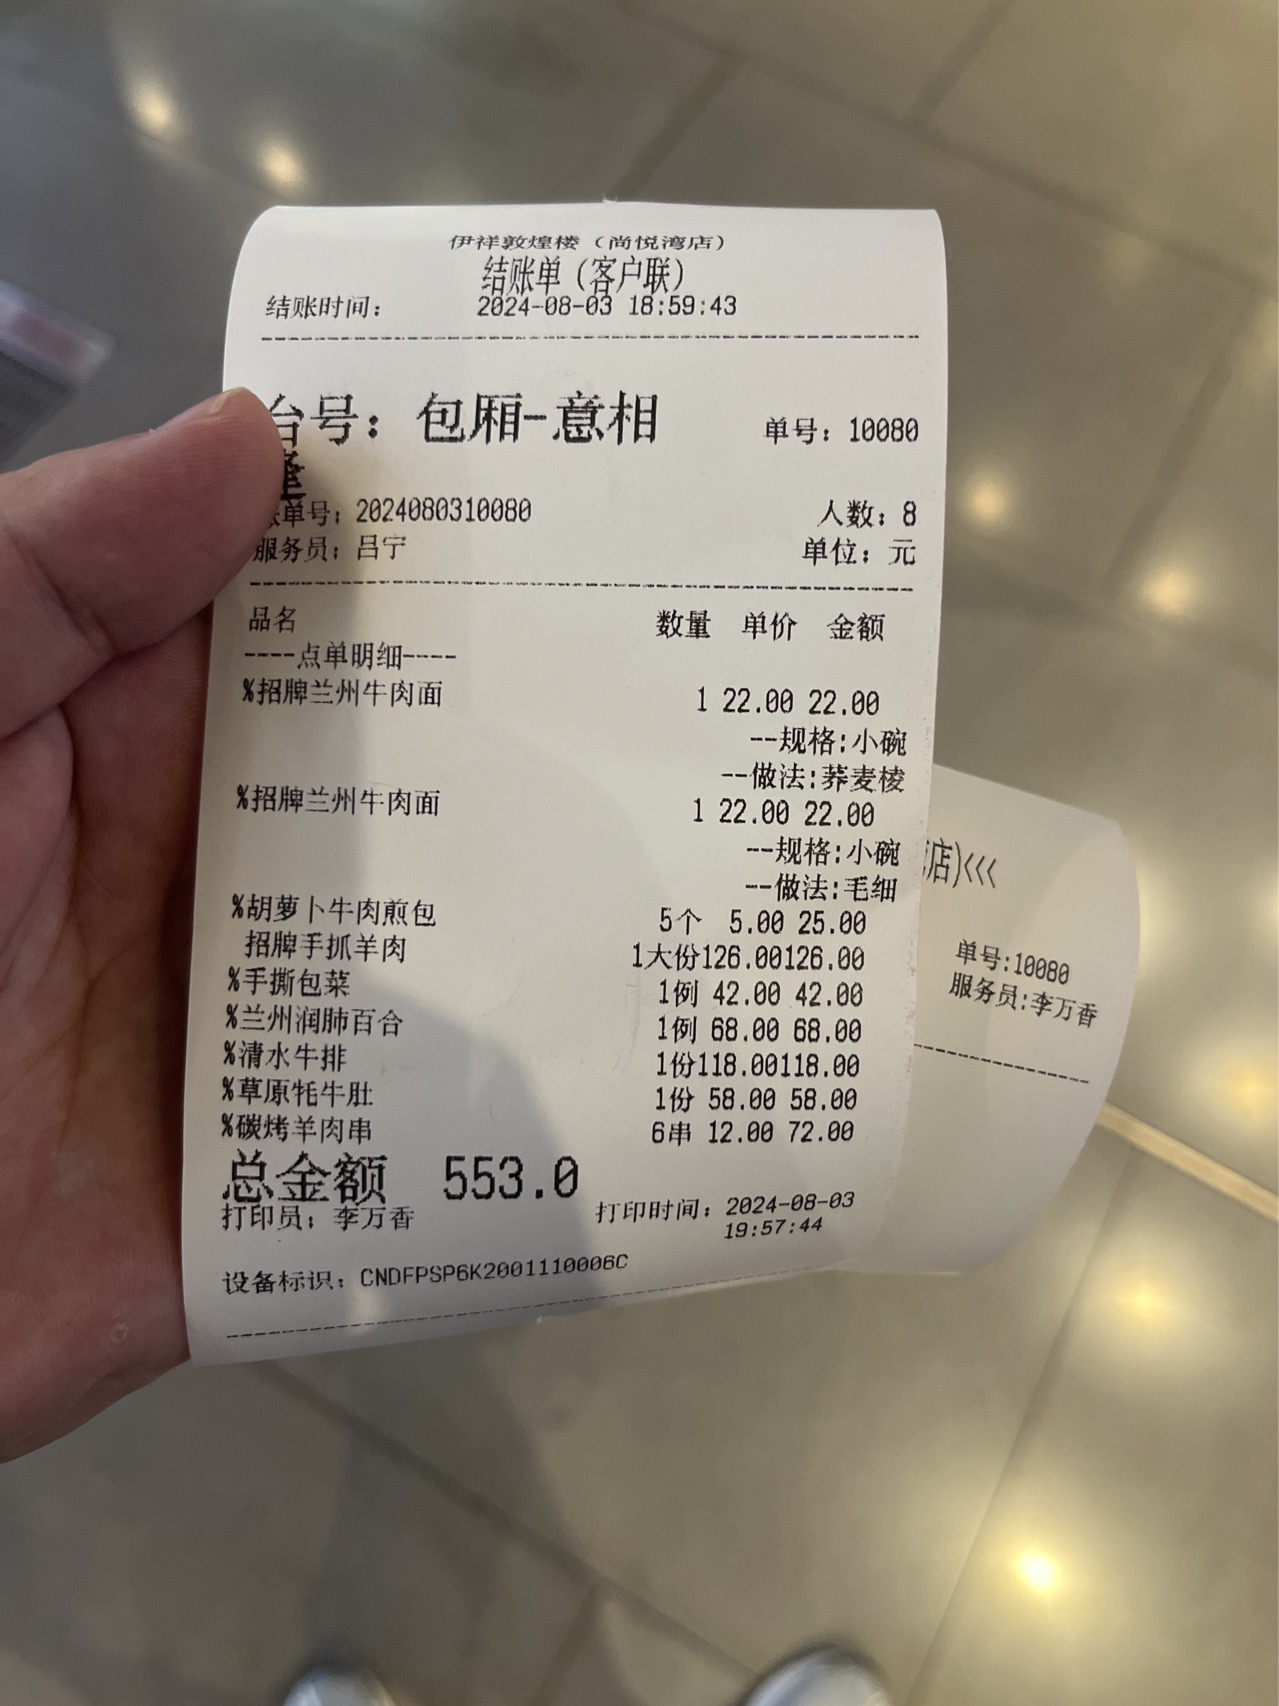 伊祥敦煌楼（尚悦湾店）
结账单（客户联）
结账时间： 2024-08-03 18:59:43
台号：包厢-意相 单号：10080
逢
账单号：2024080310080 人数：8
服务员：吕宁 单位：元
品名 数量 单价 金额
----点单明细----
%招牌兰州牛肉面 1 22.00 22.00
--规格:小碗
--做法:荞麦棱
%招牌兰州牛肉面 1 22.00 22.00
--规格:小碗
--做法:毛细
%胡萝卜牛肉煎包 5个 5.00 25.00
招牌手抓羊肉 1大份126.00126.00
%手撕包菜 1例 42.00 42.00
%兰州润肺百合 1例 68.00 68.00
%清水牛排 1份118.00118.00
%草原牦牛肚 1份 58.00 58.00
%碳烤羊肉串 6串 12.00 72.00
总金额 553.0
打印员：李万香 打印时间：2024-08-03
19:57:44
设备标识：CNDFPSP6K2001110006C
店)<<<
单号:10080
服务员:李万香